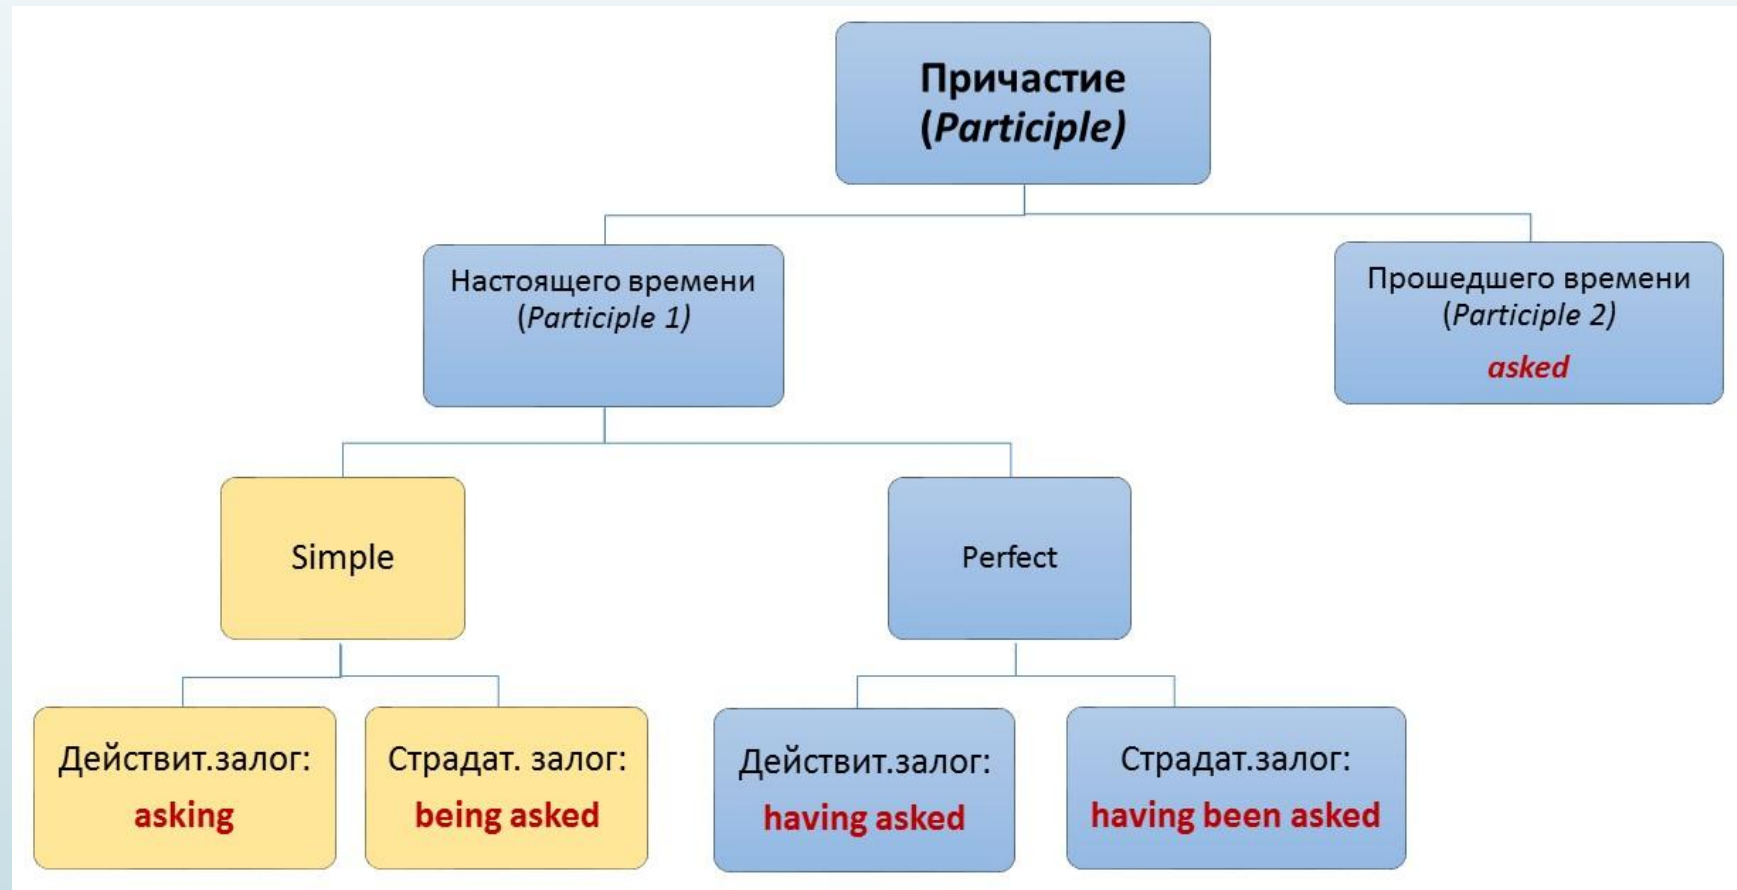 Причастие
(Participle)
Настоящего времени
(Participle 1)
Прошедшего времени
(Participle 2)
asked
Simple
Perfect
Действит.залог:
asking
Страдат. залог:
being asked
Действит.залог:
having asked
Страдат.залог:
having been asked